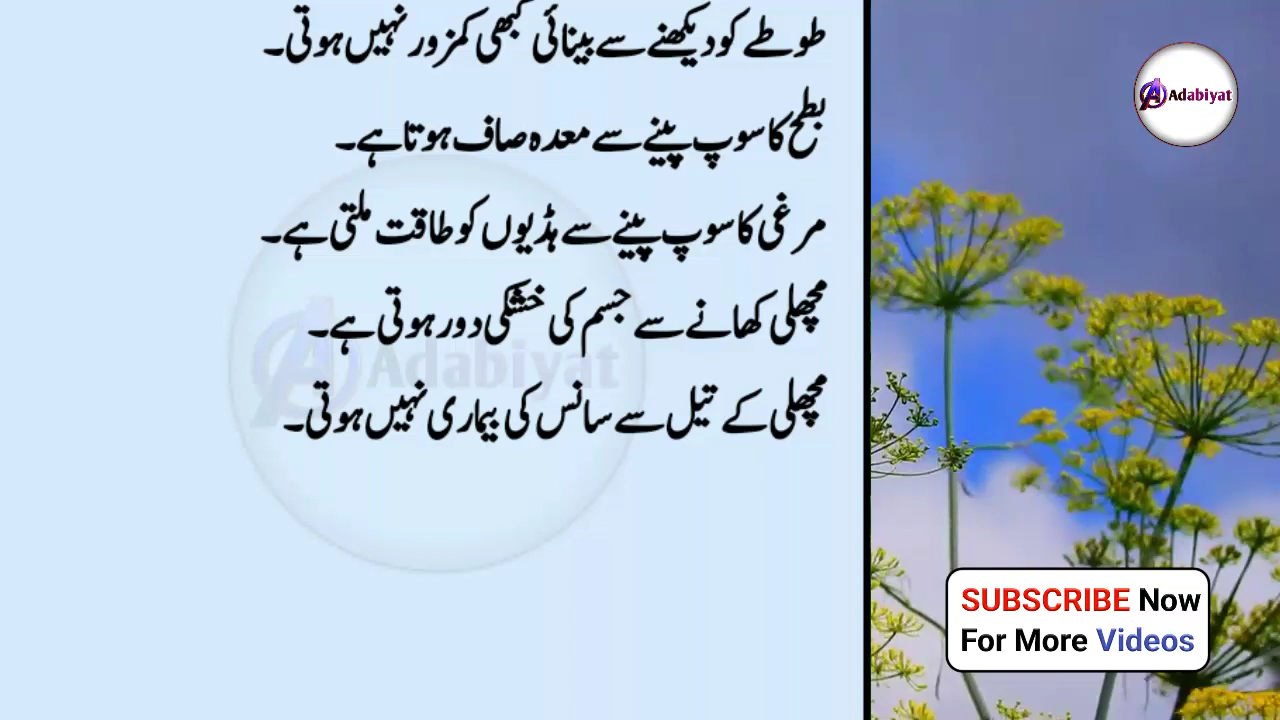 طوطے کو دیکھنے سے بینائی کبھی کمزور نہیں ہوتی۔
بطخ کا سوپ پینے سے معدہ صاف ہوتا ہے۔
مرغی کا سوپ پینے سے ہڈیوں کو طاقت ملتی ہے۔
مچھلی کھانے سے جسم کی خشکی دور ہوتی ہے۔
مچھلی کے تیل سے سانس کی بیماری نہیں ہوتی۔
Adabiyat
Adabiyat
SUBSCRIBE Now
For More Videos